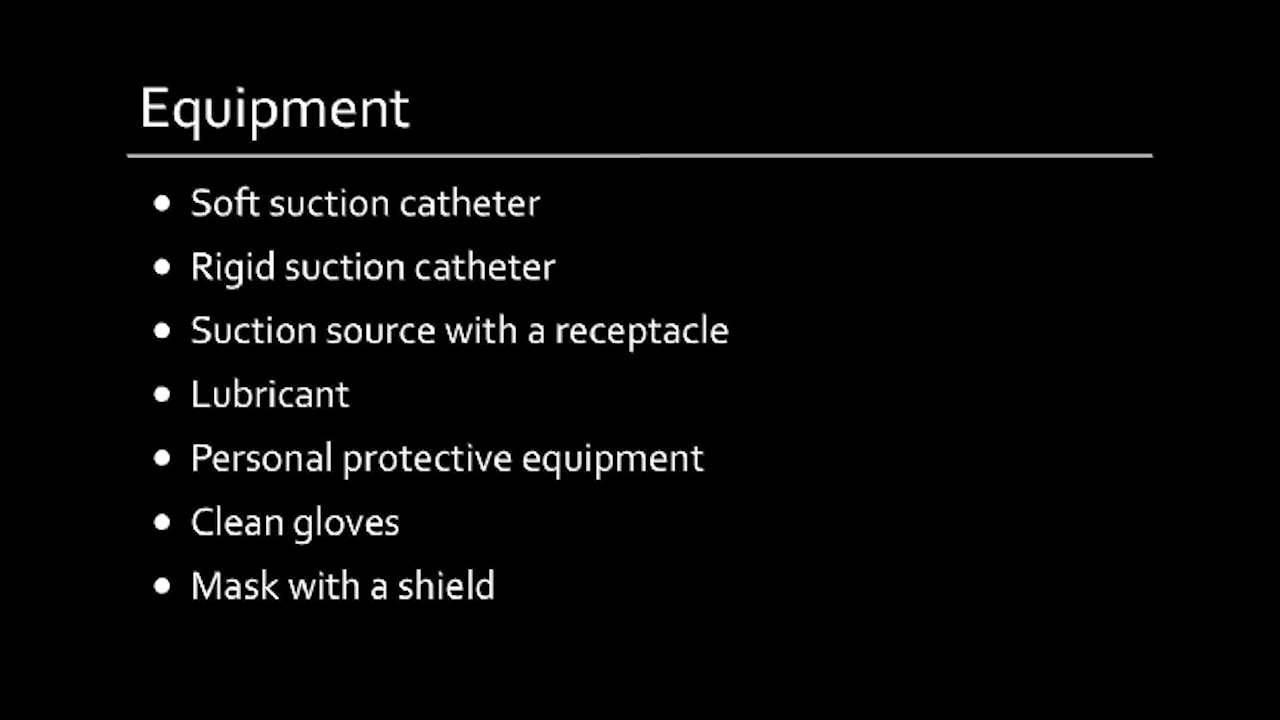 Equipment
• Soft suction catheter
• Rigid suction catheter
• Suction source with a receptacle
• Lubricant
• Personal protective equipment
• Clean gloves
• Mask with a shield